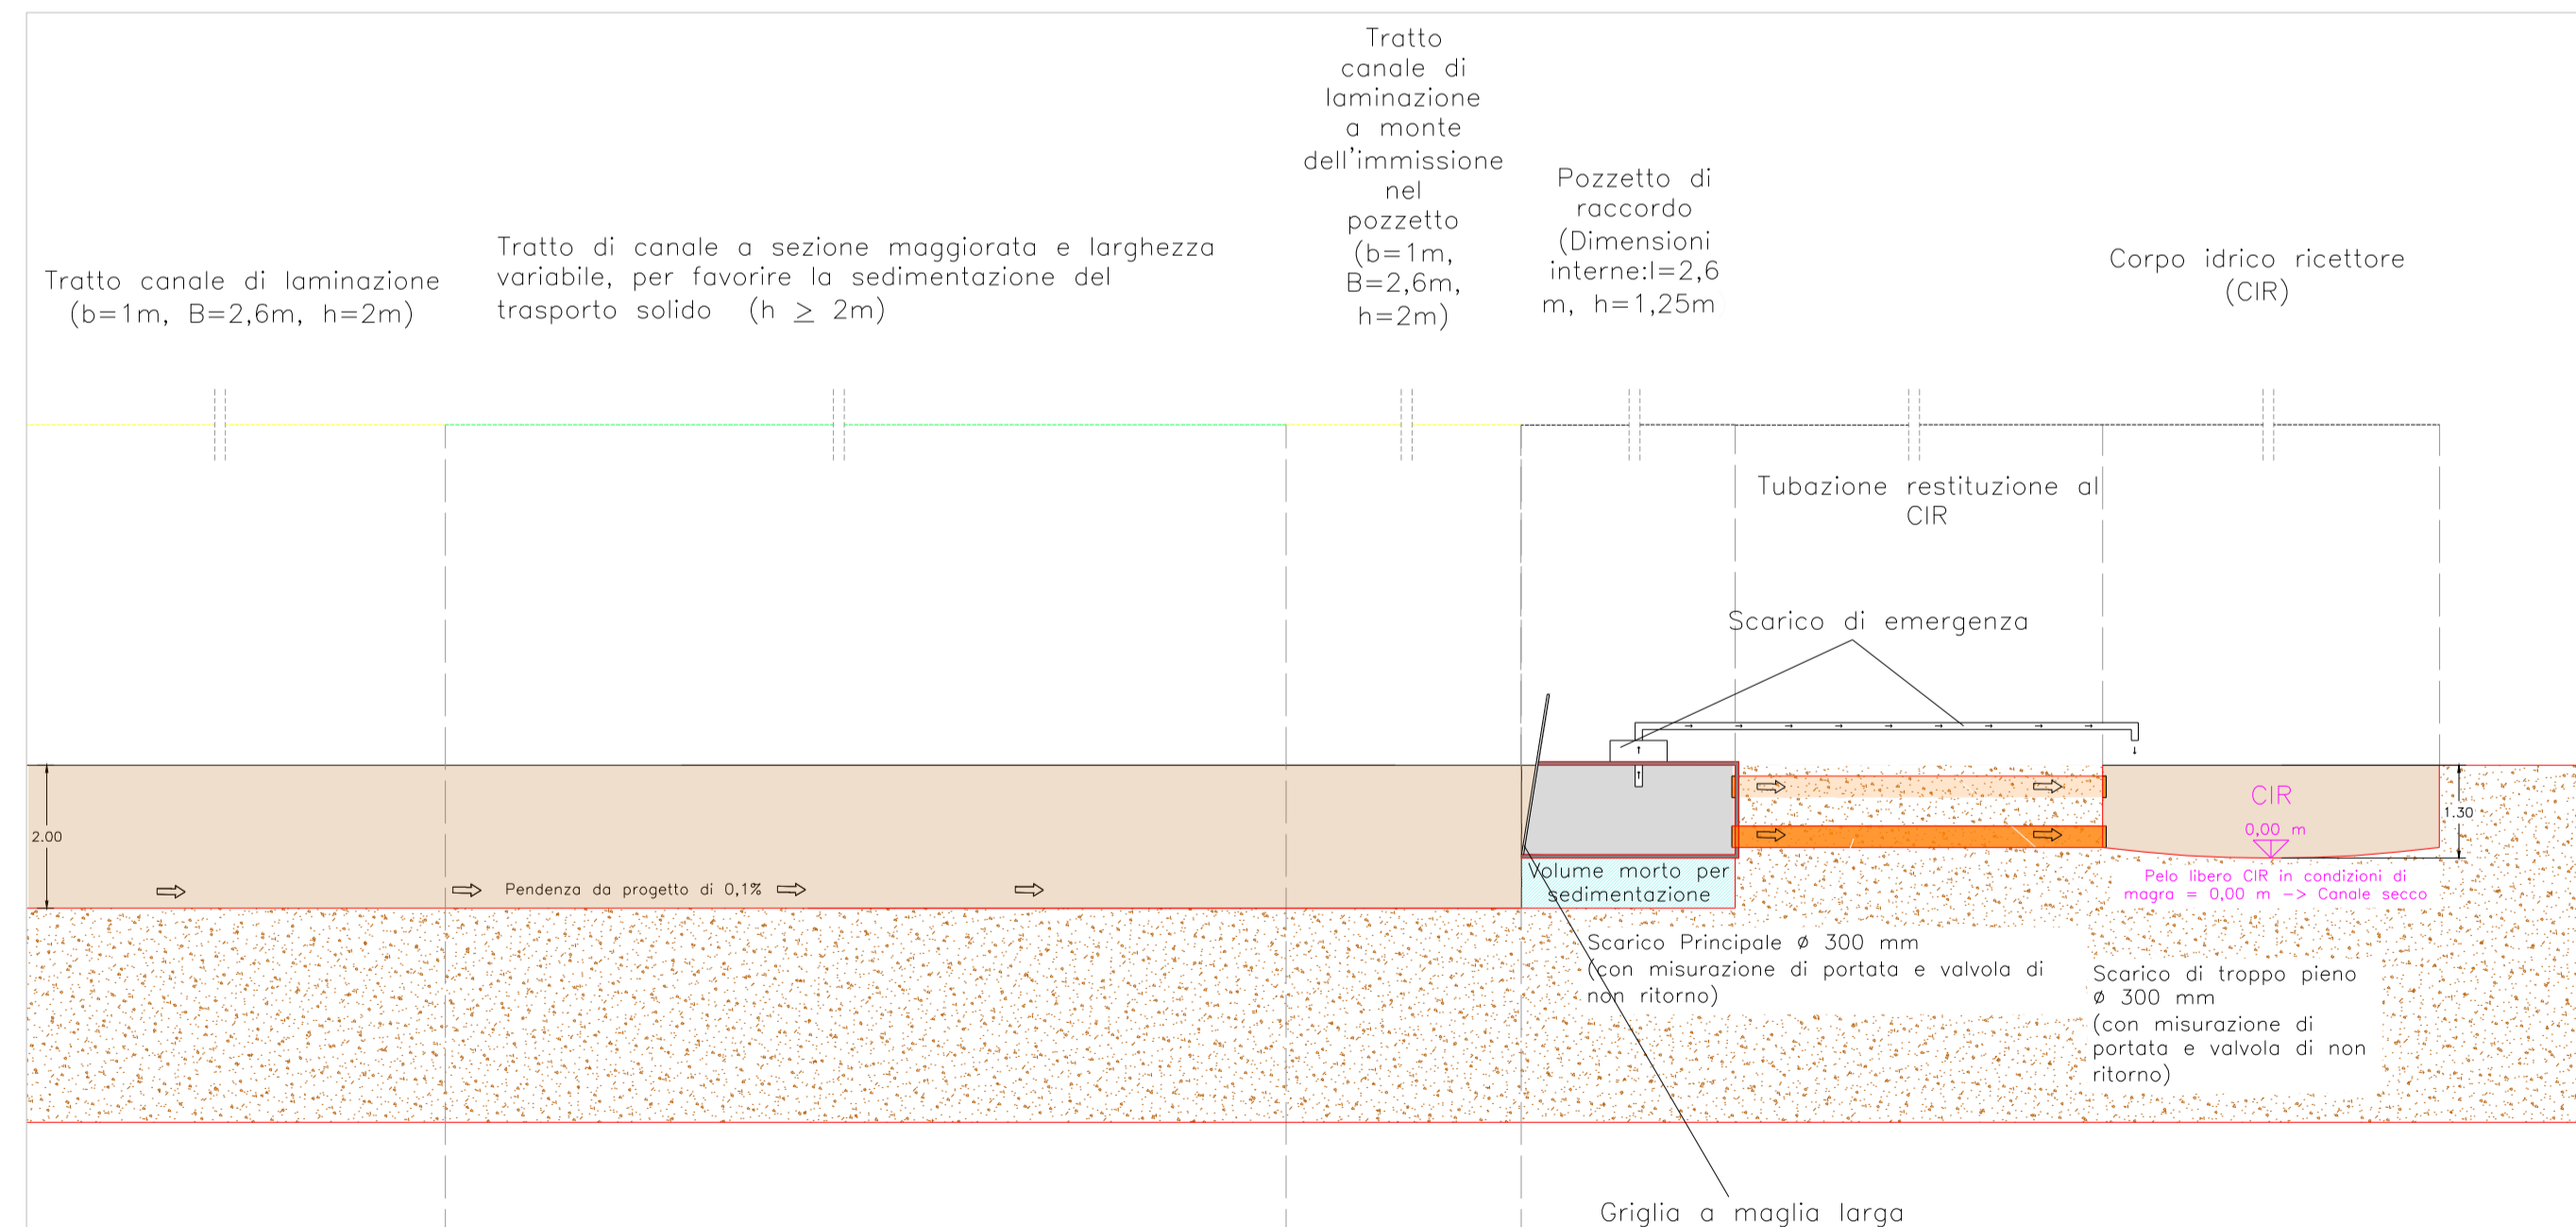 Tratto canale di laminazione
(b=1m, B=2,6m, h=2m)
Tratto di canale a sezione maggiorata e larghezza
variabile, per favorire la sedimentazione del
trasporto solido (h ≥ 2m)
Tratto
canale di
laminazione
a monte
dell'immissione
nel
pozzetto
(b=1m,
B=2,6m,
h=2m)
Pozzetto di
raccordo
(Dimensioni
interne:l=2,6
m, h=1,25m
Corpo idrico ricettore
(CIR)
Tubazione restituzione al
CIR
Scarico di emergenza
2.00
Pendenza da progetto di 0,1%
Volume morto per
sedimentazione
CIR
0,00 m
1.30
Pelo libero CIR in condizioni di
magra = 0,00 m -> Canale secco
Scarico Principale ø 300 mm
(con misurazione di portata e valvola di
non ritorno)
Scarico di troppo pieno
ø 300 mm
(con misurazione di
portata e valvola di non
ritorno)
Griglia a maglia larga